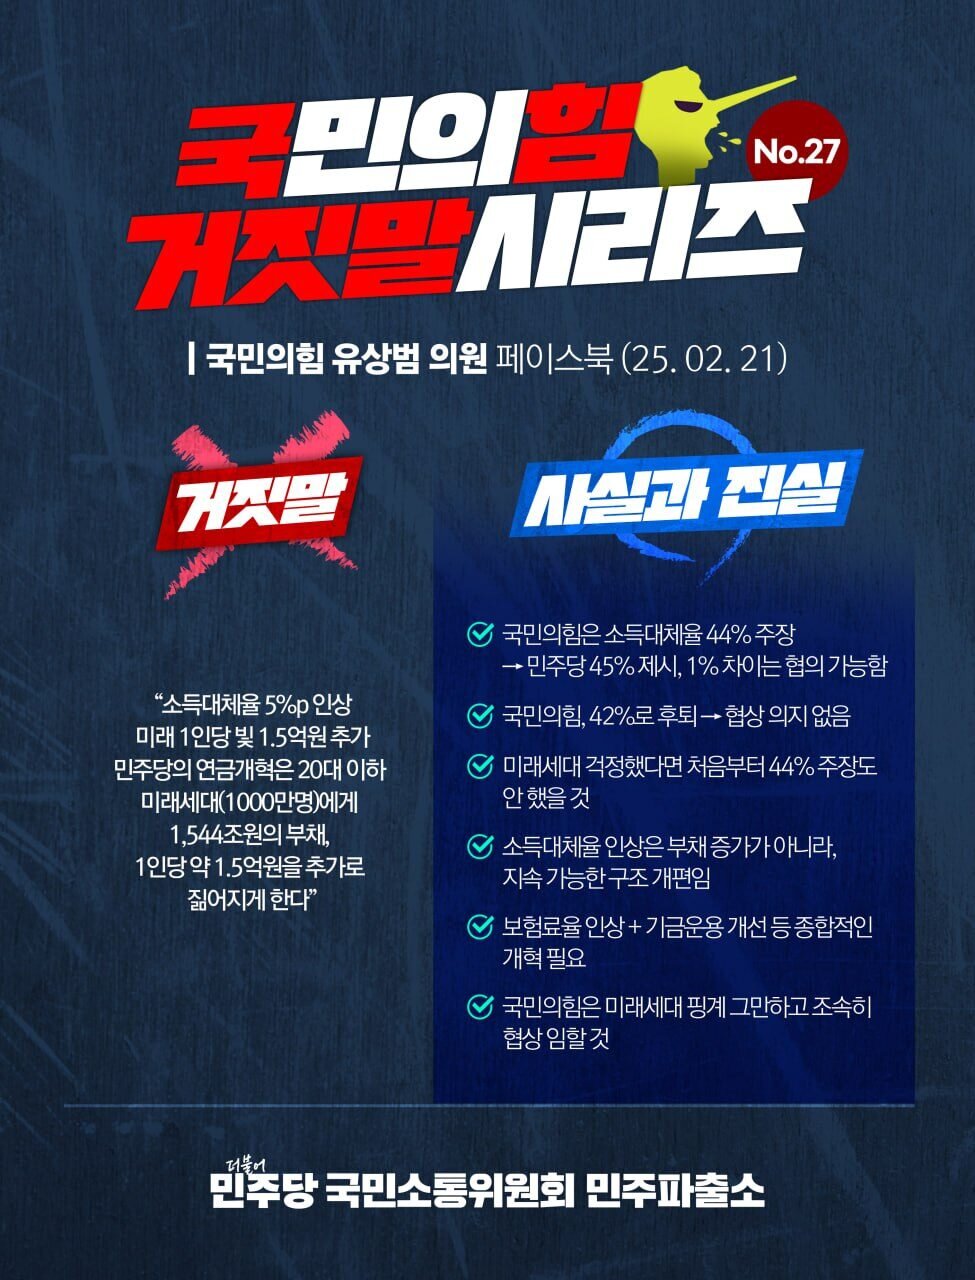 국민의힘
거짓말시리즈
No.27
| 국민의힘 유상범 의원 페이스북 (25. 02. 21)
거짓말
“소득대체율 5%p 인상
미래 1인당 빚 1.5억원 추가
민주당의 연금개혁은 20대 이하
미래세대(1000만명)에게
1,544조원의 부채,
1인당 약 1.5억원을 추가로
짊어지게 한다”
사실과 진실
국민의힘은 소득대체율 44% 주장
→ 민주당 45% 제시, 1% 차이는 협의 가능함
국민의힘, 42%로 후퇴 → 협상 의지 없음
미래세대 걱정했다면 처음부터 44% 주장도
안 했을 것
소득대체율 인상은 부채 증가가 아니라,
지속 가능한 구조 개편임
보험료율 인상 + 기금운용 개선 등 종합적인
개혁 필요
국민의힘은 미래세대 핑계 그만하고 조속히
협상 임할 것
더불어
민주당 국민소통위원회 민주파출소